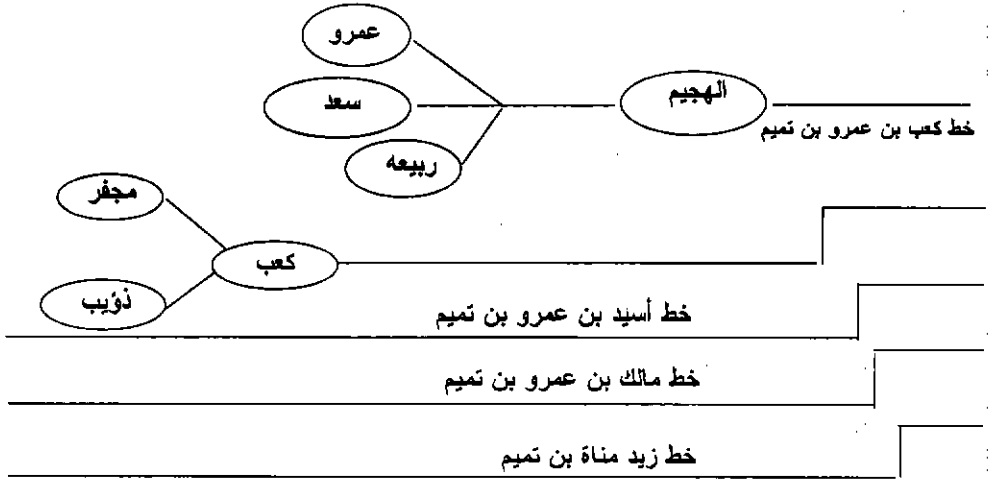 عمرو
الهجيم
سعد
خط كعب بن عمرو بن تميم
ربيعه
مجفر
كعب
ذؤيب
خط أسيد بن عمرو بن تميم
خط مالك بن عمرو بن تميم
خط زيد مناة بن تميم